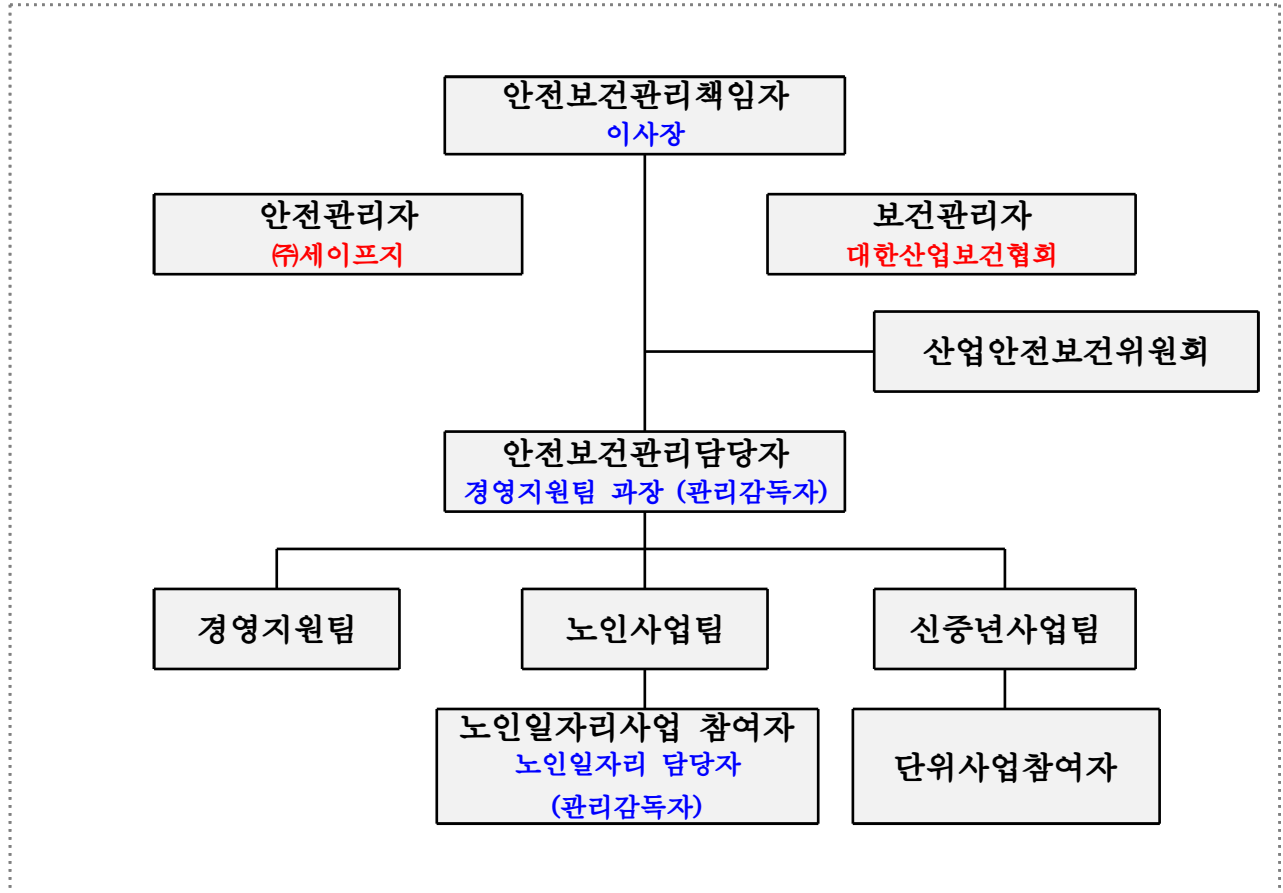 안전보건관리책임자
이사장
안전관리자
㈜세이프지
보건관리자
대한산업보건협회
산업안전보건위원회
안전보건관리담당자
경영지원팀 과장 (관리감독자)
경영지원팀
노인사업팀
신중년사업팀
노인일자리사업 참여자
노인일자리 담당자
(관리감독자)
단위사업참여자